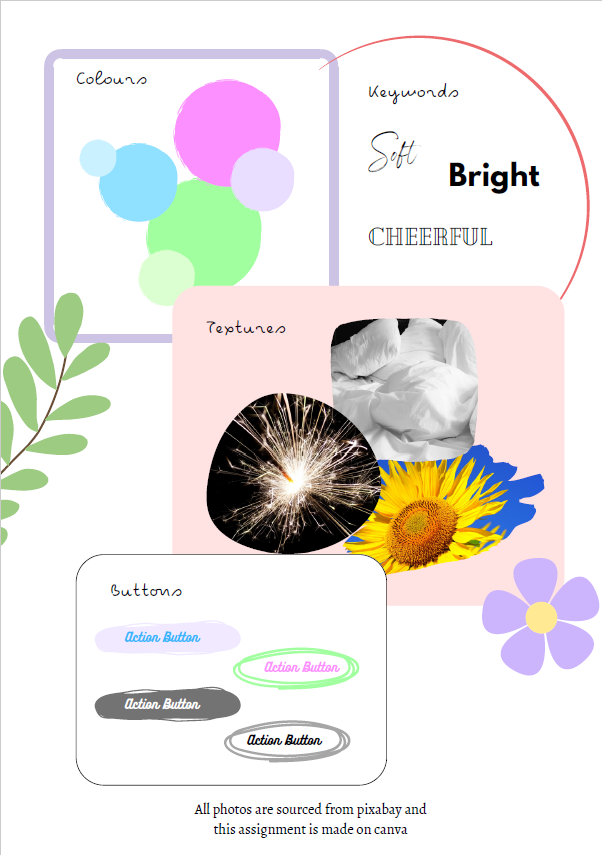 Colours
Keywords
Soft
Bright
CHEERFUL
Textures
Buttons
Action Button
Action Button
Action Button
Action Button
All photos are sourced from pixabay and
this assignment is made on canva